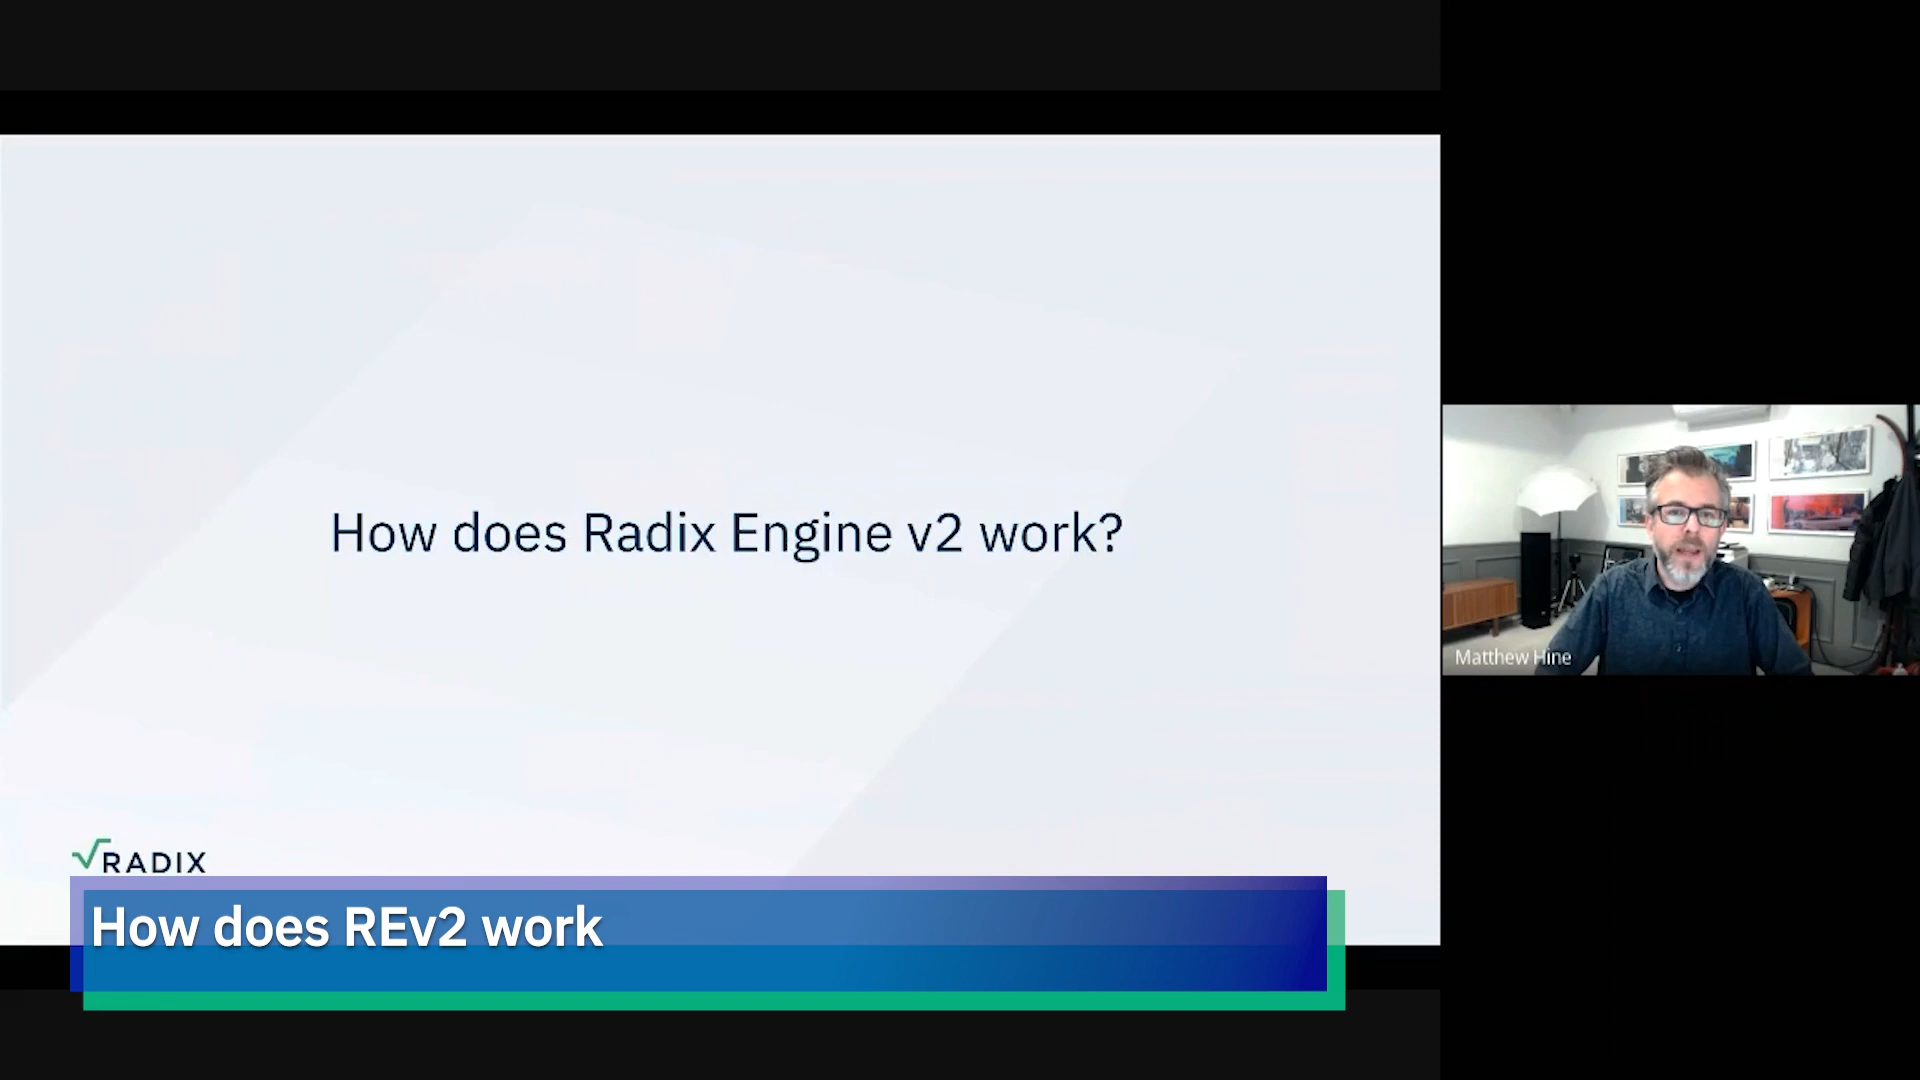 How does Radix Engine v2 work?
Matthew Hine
RADIX
How does REv2 work